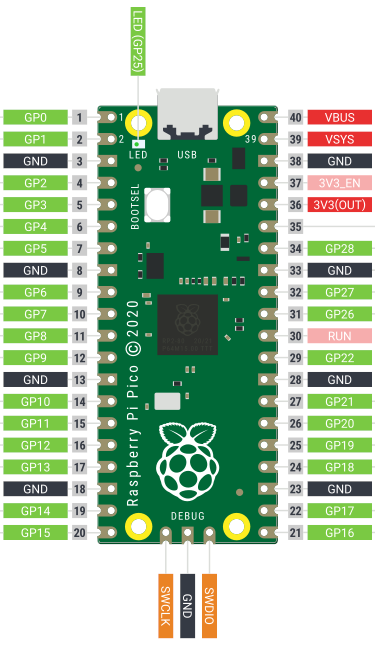 LED (GP25)
GP0 1 1 40 VBUS
GP1 2 2 39 39 VSYS
LED USB
GND 3 38 GND
GP2 4 37 3V3_EN
GP3 5 36 3V3(OUT)
BOOTSEL
GP4 6 35
GP5 7 34 GP28
GND 8 33 GND
GP6 9 32 GP27
GP7 10 31 GP26
GP8 11 30 RUN
GP9 12 29 GP22
GND 13 28 GND
GP10 14 27 GP21
GP11 15 26 GP20
GP12 16 25 GP19
GP13 17 24 GP18
GND 18 23 GND
Raspberry Pi Pico © 2020
GP14 19 22 GP17
DEBUG
GP15 20 21 GP16
SWCLK
GND
SWDIO